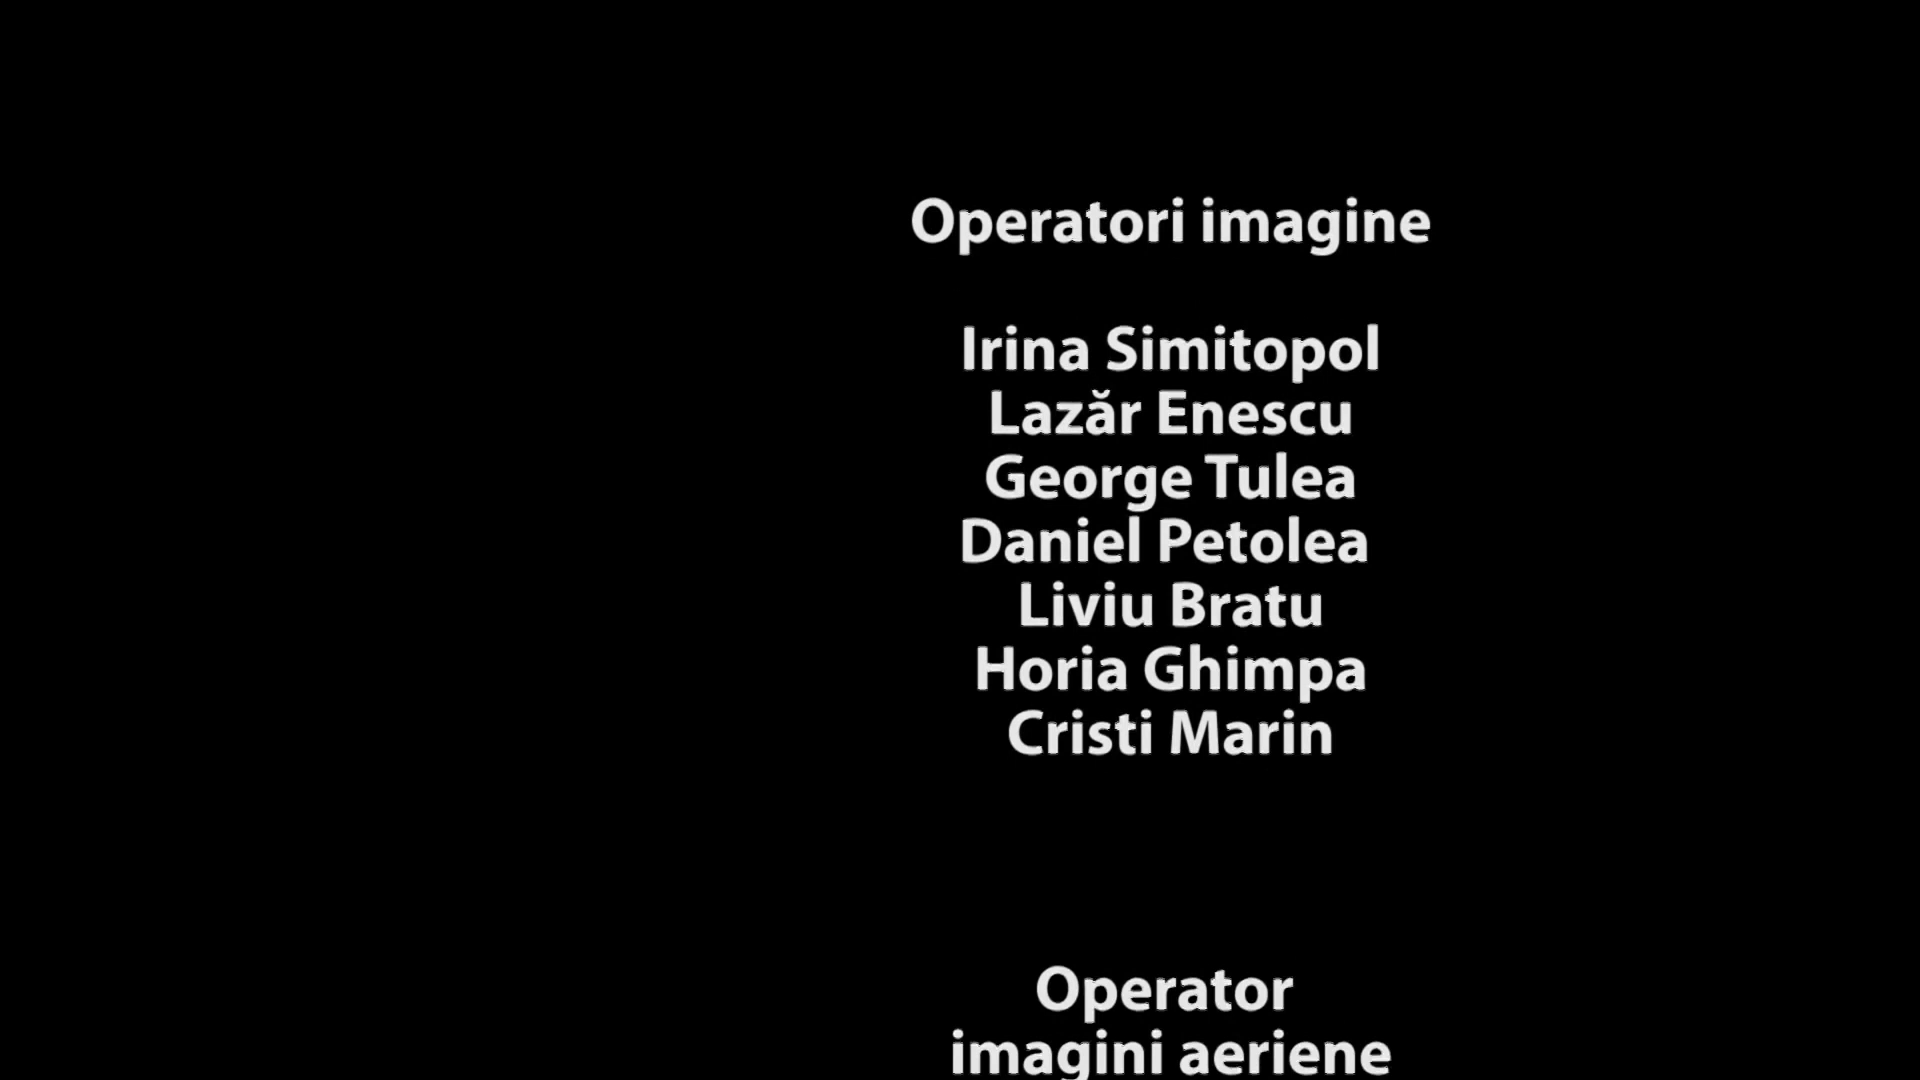 Operatori imagine
Irina Simitopol
Lazăr Enescu
George Tulea
Daniel Petolea
Liviu Bratu
Horia Ghimpa
Cristi Marin
Operator
imagini aeriene